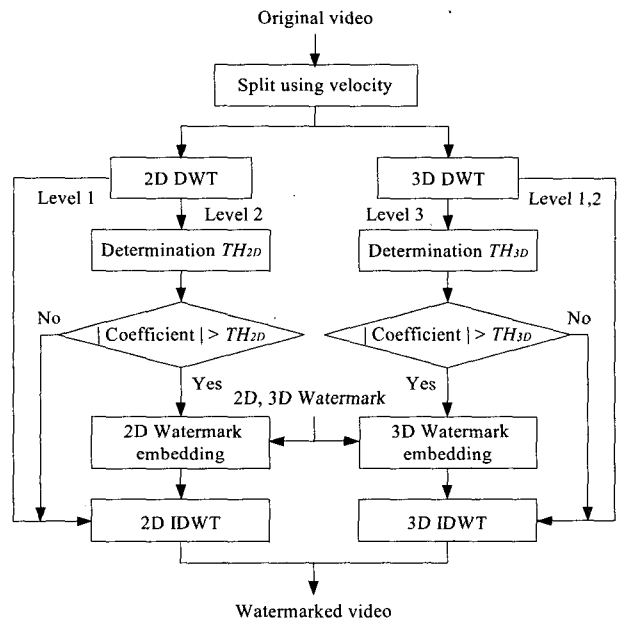 Original video
Split using velocity
2D DWT
3D DWT
Level 1
Level 2
Level 3
Level 1,2
Determination TH2D
Determination TH3D
No
| Coefficient | > TH2D
| Coefficient | > TH3D
No
Yes
Yes
2D, 3D Watermark
2D Watermark
embedding
3D Watermark
embedding
2D IDWT
3D IDWT
Watermarked video